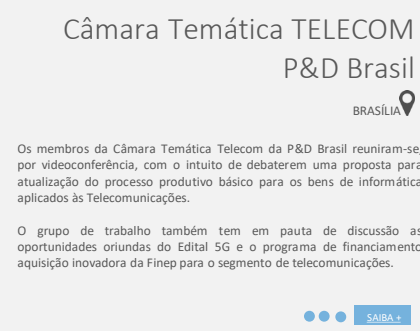 Câmara Temática TELECOM
P&D Brasil
BRASÍLIA
Os membros da Câmara Temática Telecom da P&D Brasil reuniram-se,
por videoconferência, com o intuito de debaterem uma proposta para
atualização do processo produtivo básico para os bens de informática
aplicados às Telecomunicações.
O grupo de trabalho também tem em pauta de discussão as
oportunidades oriundas do Edital 5G e o programa de financiamento
aquisição inovadora da Finep para o segmento de telecomunicações.
SAIBA +